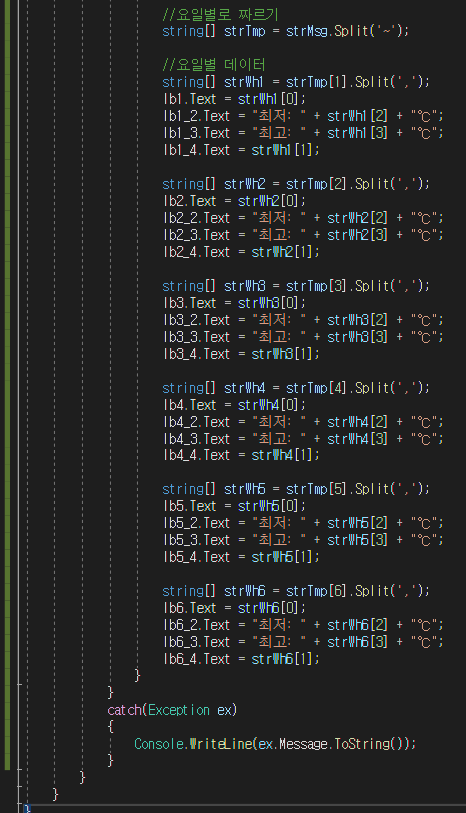 //요일별로 짜르기
string[] strTmp = strMsg.Split('~');
//요일별 데이터
string[] strWh1 = strTmp[1].Split(',');
lb1.Text = strWh1[0];
lb1_2.Text = "최저: " + strWh1[2] + "℃";
lb1_3.Text = "최고: " + strWh1[3] + "℃";
lb1_4.Text = strWh1[1];
string[] strWh2 = strTmp[2].Split(',');
lb2.Text = strWh2[0];
lb2_2.Text = "최저: " + strWh2[2] + "℃";
lb2_3.Text = "최고: " + strWh2[3] + "℃";
lb2_4.Text = strWh2[1];
string[] strWh3 = strTmp[3].Split(',');
lb3.Text = strWh3[0];
lb3_2.Text = "최저: " + strWh3[2] + "℃";
lb3_3.Text = "최고: " + strWh3[3] + "℃";
lb3_4.Text = strWh3[1];
string[] strWh4 = strTmp[4].Split(',');
lb4.Text = strWh4[0];
lb4_2.Text = "최저: " + strWh4[2] + "℃";
lb4_3.Text = "최고: " + strWh4[3] + "℃";
lb4_4.Text = strWh4[1];
string[] strWh5 = strTmp[5].Split(',');
lb5.Text = strWh5[0];
lb5_2.Text = "최저: " + strWh5[2] + "℃";
lb5_3.Text = "최고: " + strWh5[3] + "℃";
lb5_4.Text = strWh5[1];
string[] strWh6 = strTmp[6].Split(',');
lb6.Text = strWh6[0];
lb6_2.Text = "최저: " + strWh6[2] + "℃";
lb6_3.Text = "최고: " + strWh6[3] + "℃";
lb6_4.Text = strWh6[1];
}
}
catch(Exception ex)
{
Console.WriteLine(ex.Message.ToString());
}
}
}
}